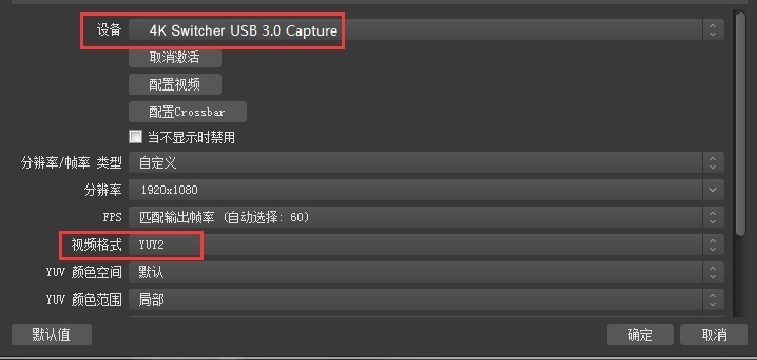 设备 4K Switcher USB 3.0 Capture
取消激活
配置视频
配置Crossbar
当不显示时禁用
分辨率/帧率 类型 自定义
分辨率 1920x1080
FPS 匹配输出帧率 (自动选择: 60)
视频格式 YUY2
YUV 颜色空间 默认
YUV 颜色范围 局部
默认值 确定 取消